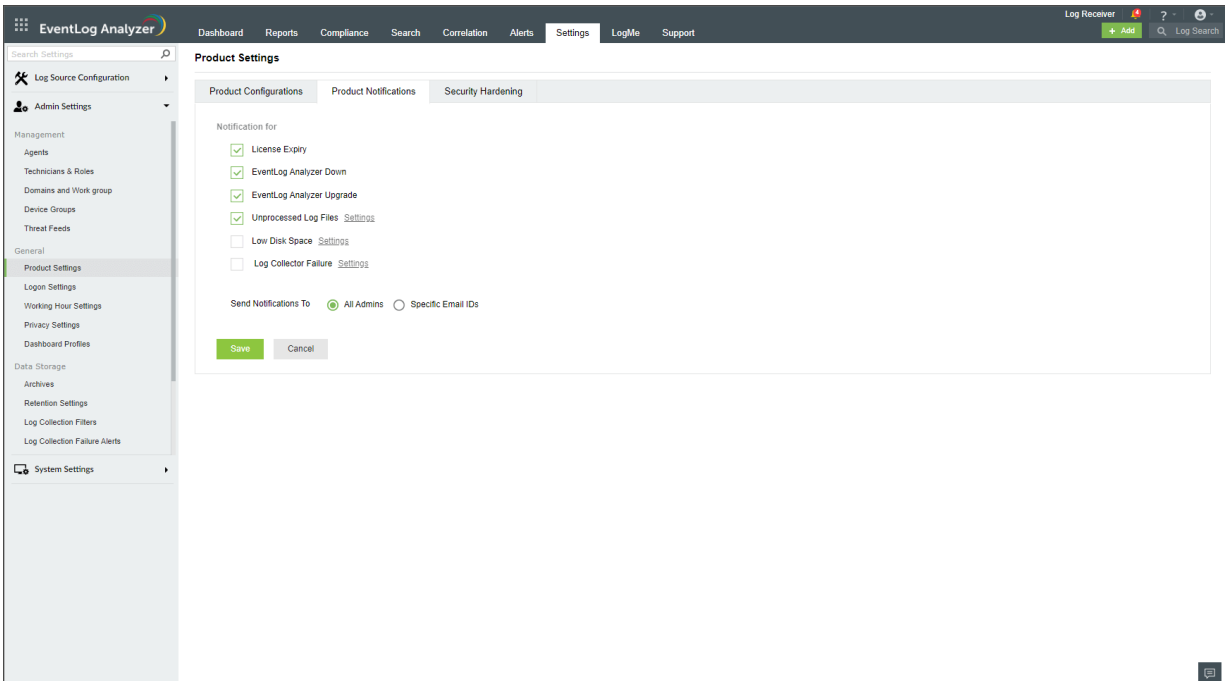 Log Receiver 4 ?
EventLog Analyzer
Dashboard Reports Compliance Search Correlation Alerts Settings LogMe Support + Add Log Search
Search Settings
Product Settings
Log Source Configuration
Product Configurations Product Notifications Security Hardening
Admin Settings
Notification for
Management
License Expiry
Agents
EventLog Analyzer Down
Technicians & Roles
EventLog Analyzer Upgrade
Domains and Work group
Device Groups
Unprocessed Log Files Settings
Threat Feeds
Low Disk Space Settings
General
Log Collector Failure Settings
Product Settings
Logon Settings
Send Notifications To All Admins Specific Email IDs
Working Hour Settings
Privacy Settings
Dashboard Profiles
Save Cancel
Data Storage
Archives
Retention Settings
Log Collection Filters
Log Collection Failure Alerts
System Settings